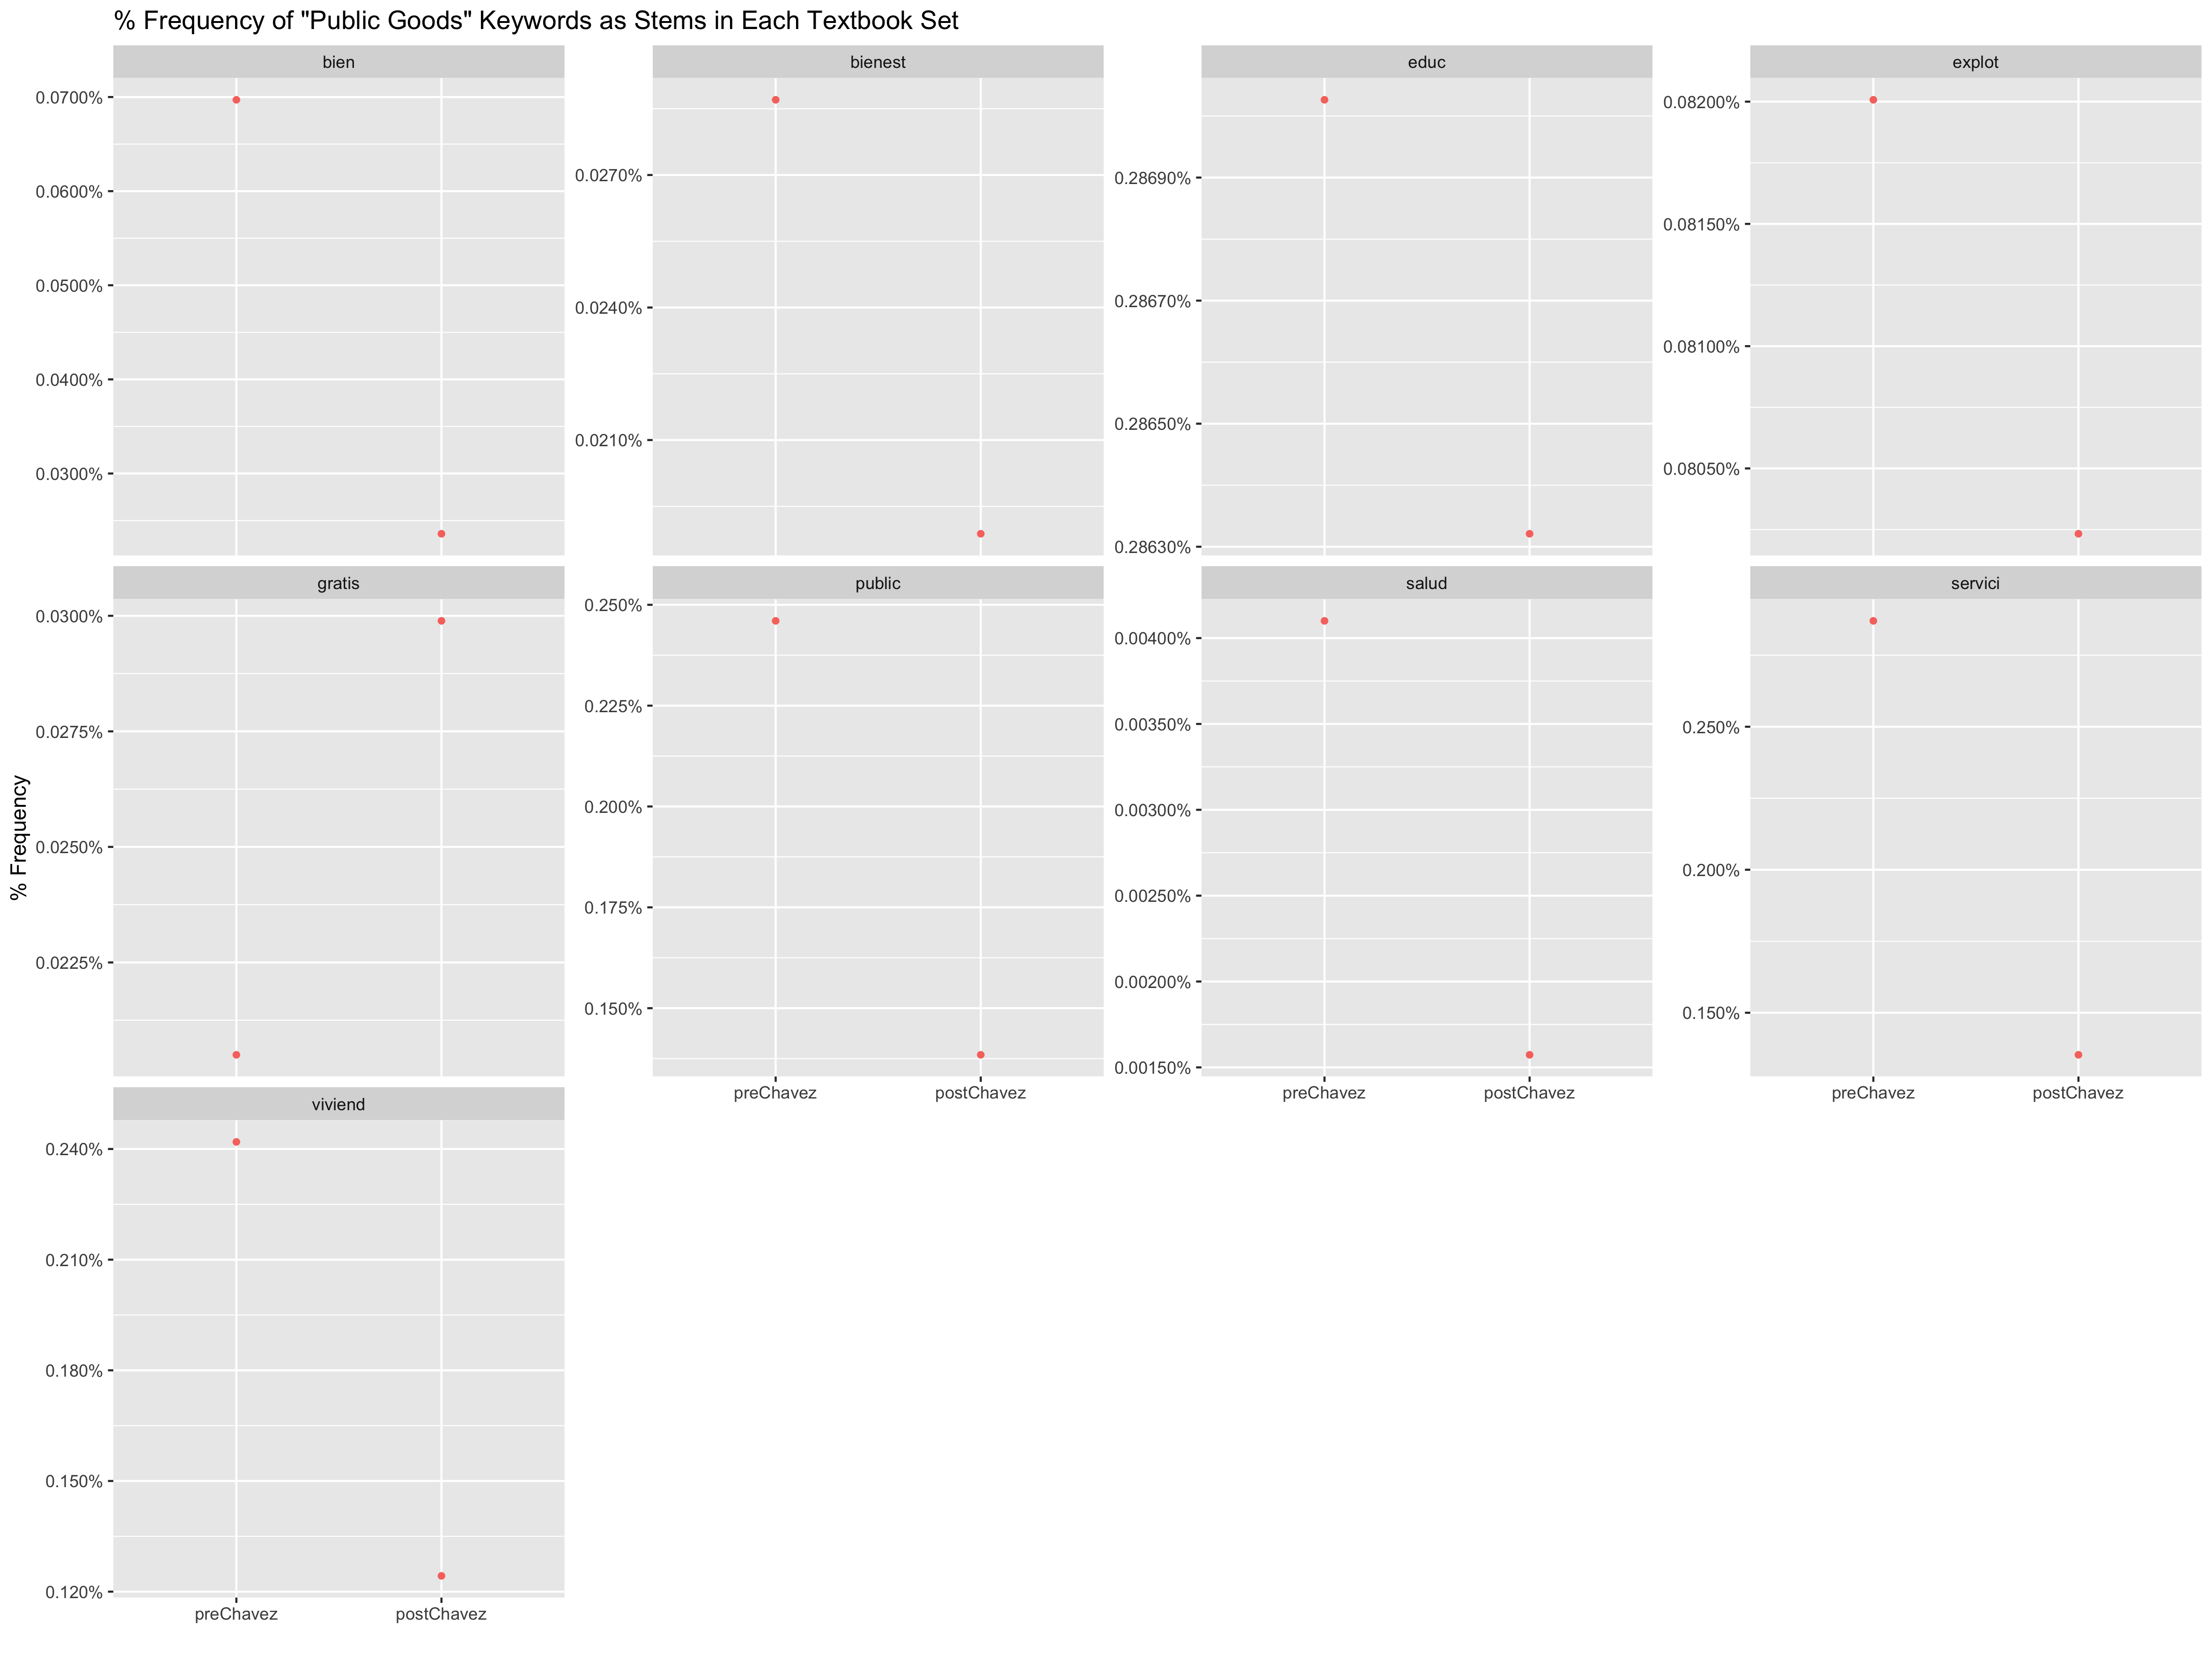 % Frequency of "Public Goods" Keywords as Stems in Each Textbook Set
% Frequency
bien
0.0700%
0.0600%
0.0500%
0.0400%
0.0300%
bienest
0.0270%
0.0240%
0.0210%
educ
0.28690%
0.28670%
0.28650%
0.28630%
explot
0.08200%
0.08150%
0.08100%
0.08050%
gratis
0.0300%
0.0275%
0.0250%
0.0225%
public
0.250%
0.225%
0.200%
0.175%
0.150%
preChavez
postChavez
salud
0.00400%
0.00350%
0.00300%
0.00250%
0.00200%
0.00150%
preChavez
postChavez
servici
0.250%
0.200%
0.150%
preChavez
postChavez
viviend
0.240%
0.210%
0.180%
0.150%
0.120%
preChavez
postChavez